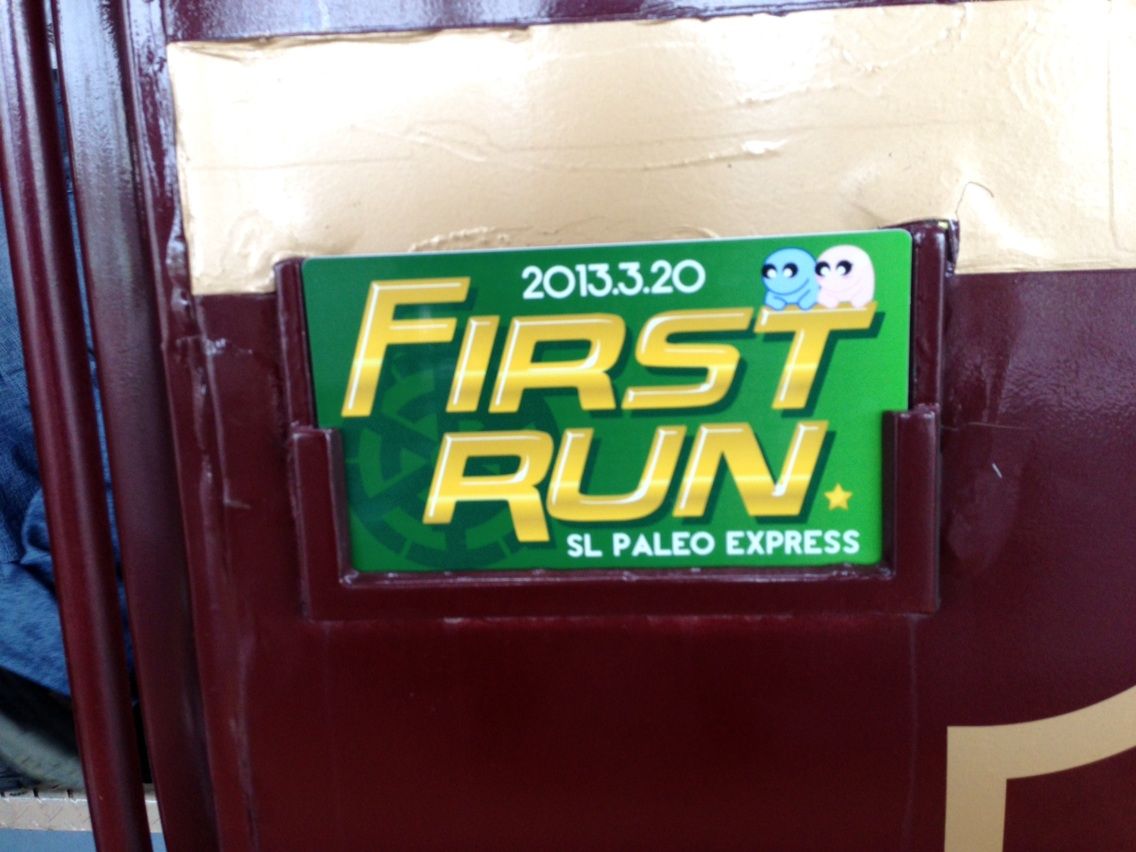 2013.3.20
FIRST
RUN
SL PALEO EXPRESS